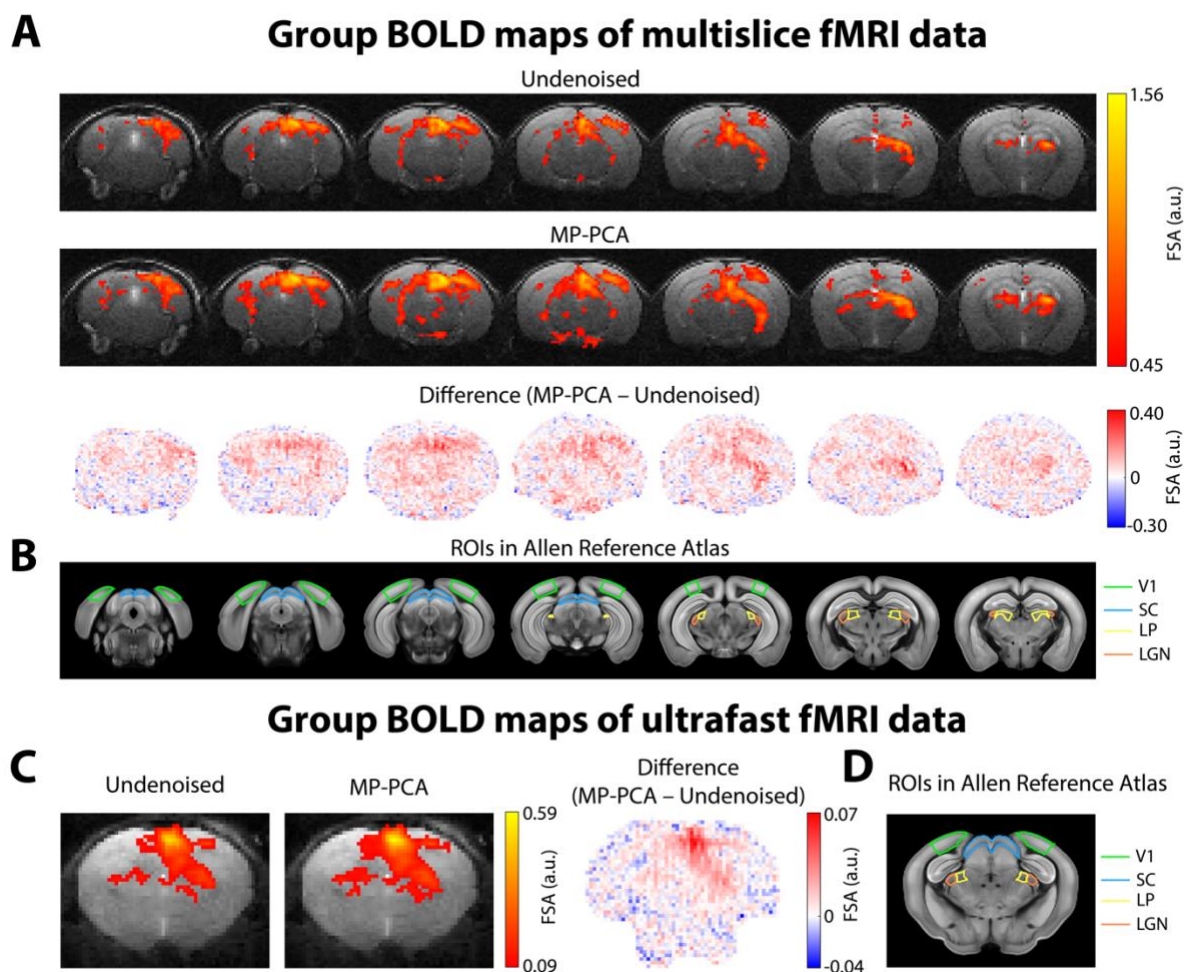 A
Group BOLD maps of multislice fMRI data
Undenoised
1.56
FSA (a.u.)
0.45
MP-PCA
Difference (MP-PCA – Undenoised)
0.40
0
FSA (a.u.)
-0.30
B
ROIs in Allen Reference Atlas
V1
SC
LP
LGN
Group BOLD maps of ultrafast fMRI data
C
Undenoised
MP-PCA
0.59
FSA (a.u.)
0.09
Difference
(MP-PCA – Undenoised)
0.07
0
FSA (a.u.)
-0.04
D
ROIs in Allen Reference Atlas
V1
SC
LP
LGN